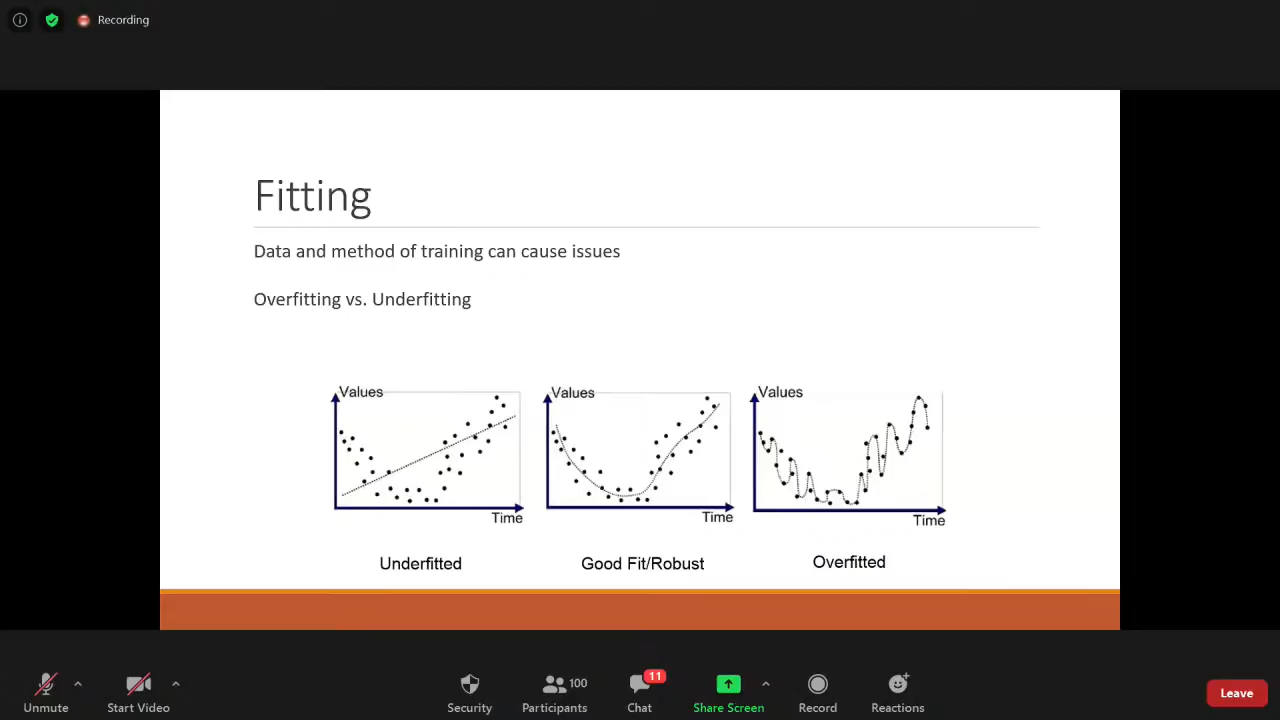 Recording
Fitting
Data and method of training can cause issues
Overfitting vs. Underfitting
Values
Time
Underfitted
Values
Time
Good Fit/Robust
Values
Time
Overfitted
Unmute
Start Video
Security
Participants 100
Chat 11
Share Screen
Record
Reactions
Leave